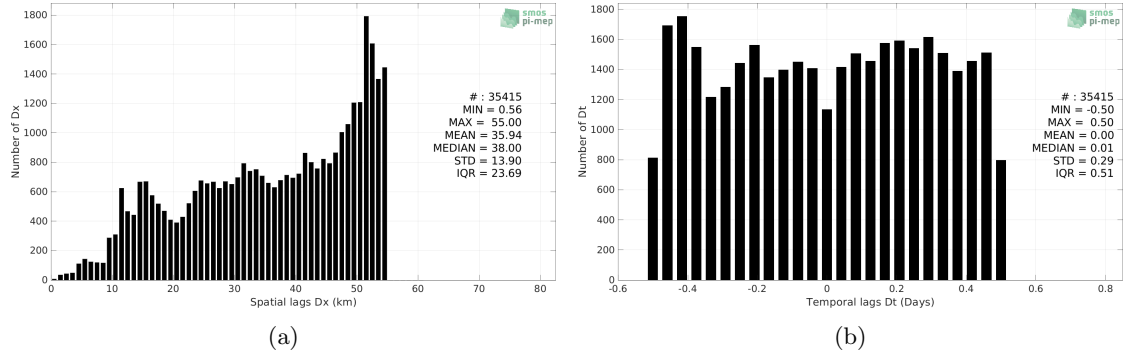 1800
1600
1400
1200
1000
800
600
400
200
0
Number of Dx
smos
pi-mep
# : 35415
MIN = 0.56
MAX = 55.00
MEAN = 35.94
MEDIAN = 38.00
STD = 13.90
IQR = 23.69
0 10 20 30 40 50 60 70 80
Spatial lags Dx (km)
(a)
1800
1600
1400
1200
1000
800
600
400
200
0
Number of Dt
smos
pi-mep
# : 35415
MIN = -0.50
MAX = 0.50
MEAN = 0.00
MEDIAN = 0.01
STD = 0.29
IQR = 0.51
-0.6 -0.4 -0.2 0 0.2 0.4 0.6 0.8
Temporal lags Dt (Days)
(b)